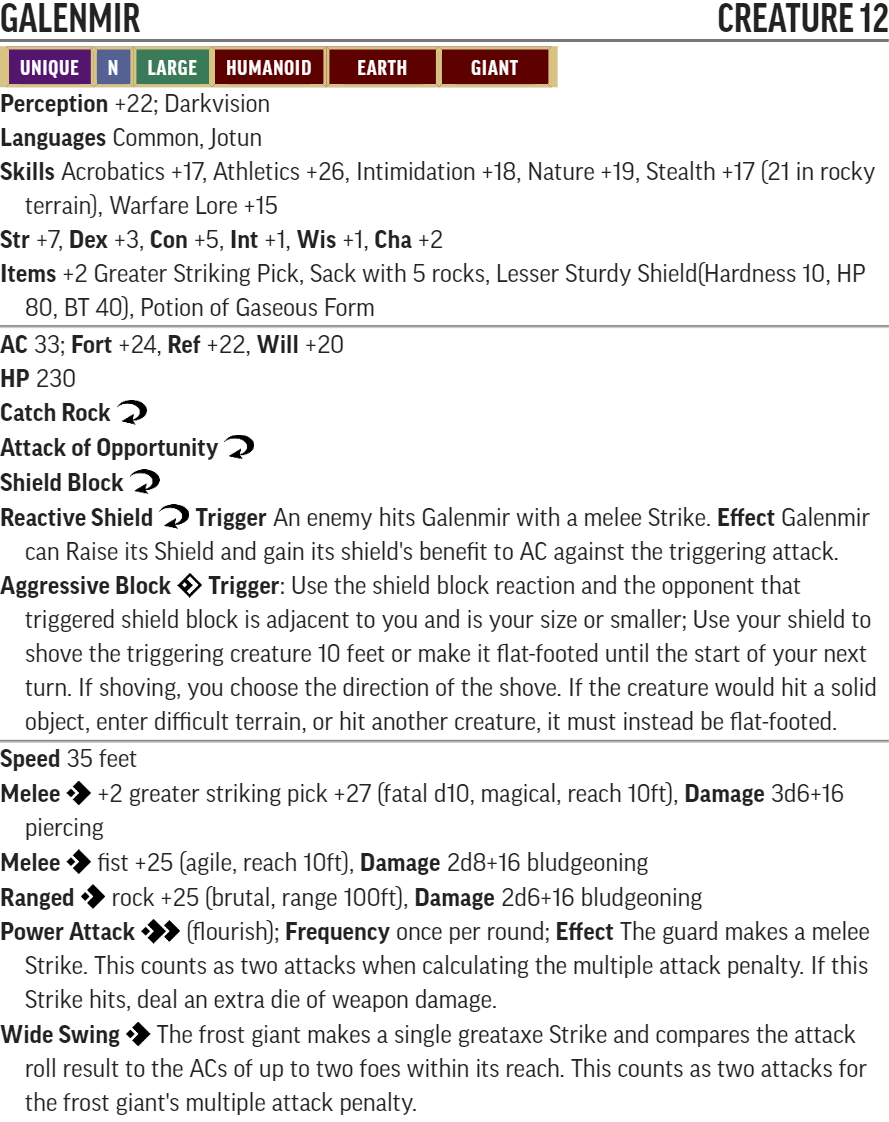 GALENMIR CREATURE 12
UNIQUE N LARGE HUMANOID EARTH GIANT
Perception +22; Darkvision
Languages Common, Jotun
Skills Acrobatics +17, Athletics +26, Intimidation +18, Nature +19, Stealth +17 (21 in rocky
terrain), Warfare Lore +15
Str +7, Dex +3, Con +5, Int +1, Wis +1, Cha +2
Items +2 Greater Striking Pick, Sack with 5 rocks, Lesser Sturdy Shield(Hardness 10, HP
80, BT 40), Potion of Gaseous Form
AC 33; Fort +24, Ref +22, Will +20
HP 230
Catch Rock
Attack of Opportunity
Shield Block
Reactive Shield Trigger An enemy hits Galenmir with a melee Strike. Effect Galenmir
can Raise its Shield and gain its shield's benefit to AC against the triggering attack.
Aggressive Block Trigger: Use the shield block reaction and the opponent that
triggered shield block is adjacent to you and is your size or smaller; Use your shield to
shove the triggering creature 10 feet or make it flat-footed until the start of your next
turn. If shoving, you choose the direction of the shove. If the creature would hit a solid
object, enter difficult terrain, or hit another creature, it must instead be flat-footed.
Speed 35 feet
Melee +2 greater striking pick +27 (fatal d10, magical, reach 10ft), Damage 3d6+16
piercing
Melee fist +25 (agile, reach 10ft), Damage 2d8+16 bludgeoning
Ranged rock +25 (brutal, range 100ft), Damage 2d6+16 bludgeoning
Power Attack (flourish); Frequency once per round; Effect The guard makes a melee
Strike. This counts as two attacks when calculating the multiple attack penalty. If this
Strike hits, deal an extra die of weapon damage.
Wide Swing The frost giant makes a single greataxe Strike and compares the attack
roll result to the ACs of up to two foes within its reach. This counts as two attacks for
the frost giant's multiple attack penalty.